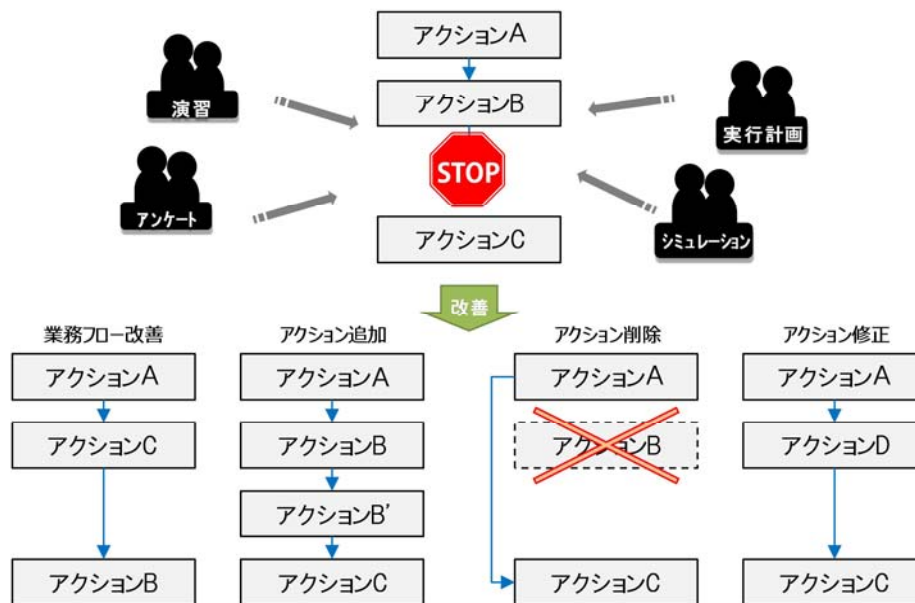 アクションA
アクションB
演習
実行計画
STOP
アンケート
シミュレーション
アクションC
改善
業務フロー改善
アクション追加
アクション削除
アクション修正
アクションA
アクションA
アクションA
アクションA
アクションC
アクションB
アクションB
アクションD
アクションB'
アクションB
アクションC
アクションC
アクションC